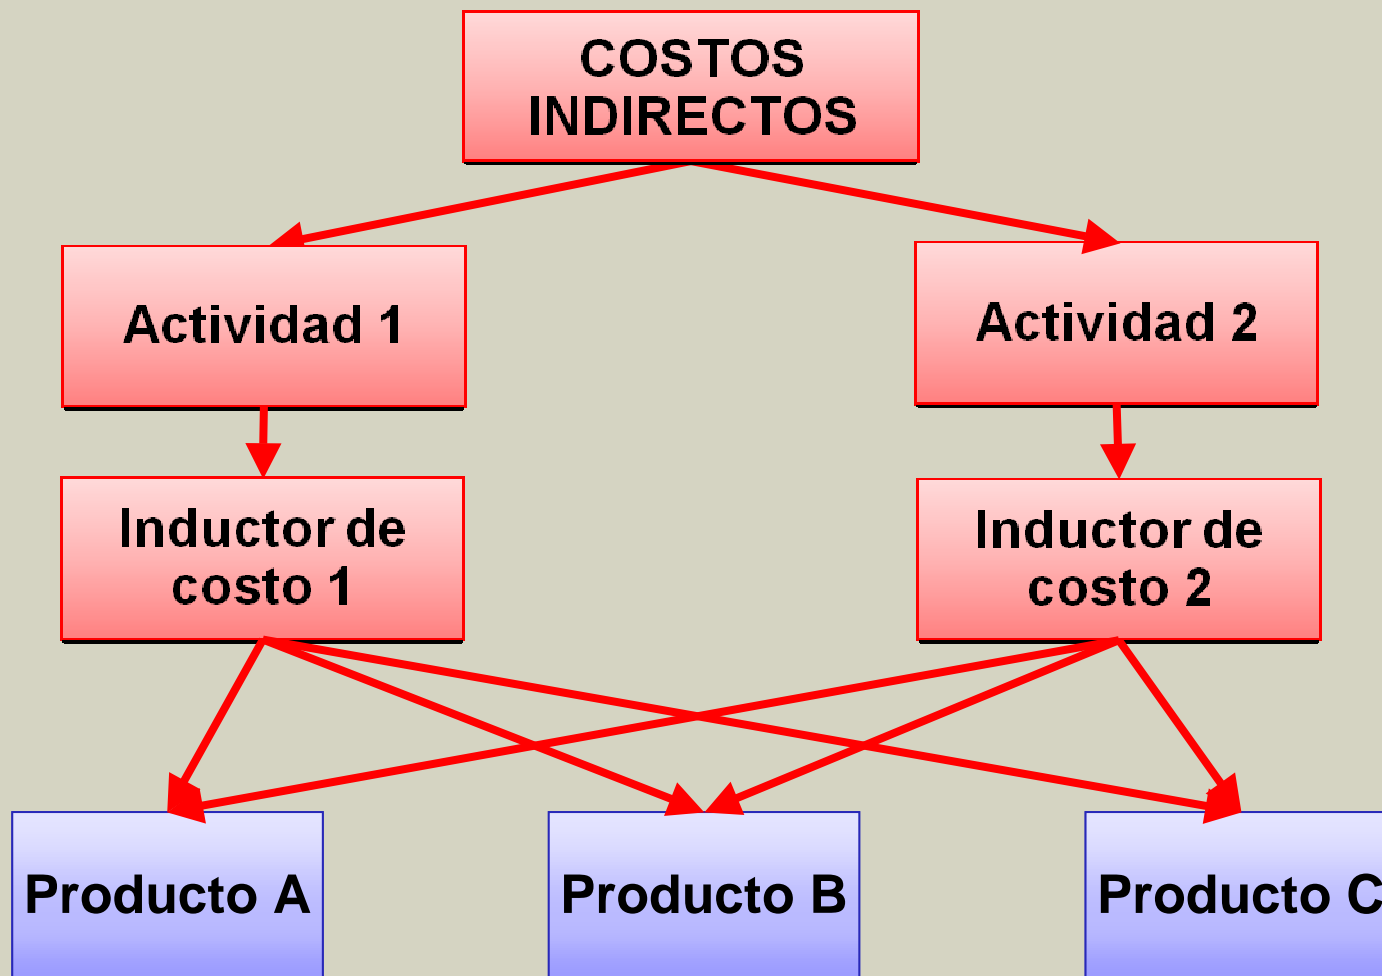 COSTOS
INDIRECTOS
Actividad 1
Actividad 2
Inductor de
costo 1
Inductor de
costo 2
Producto A
Producto B
Producto C